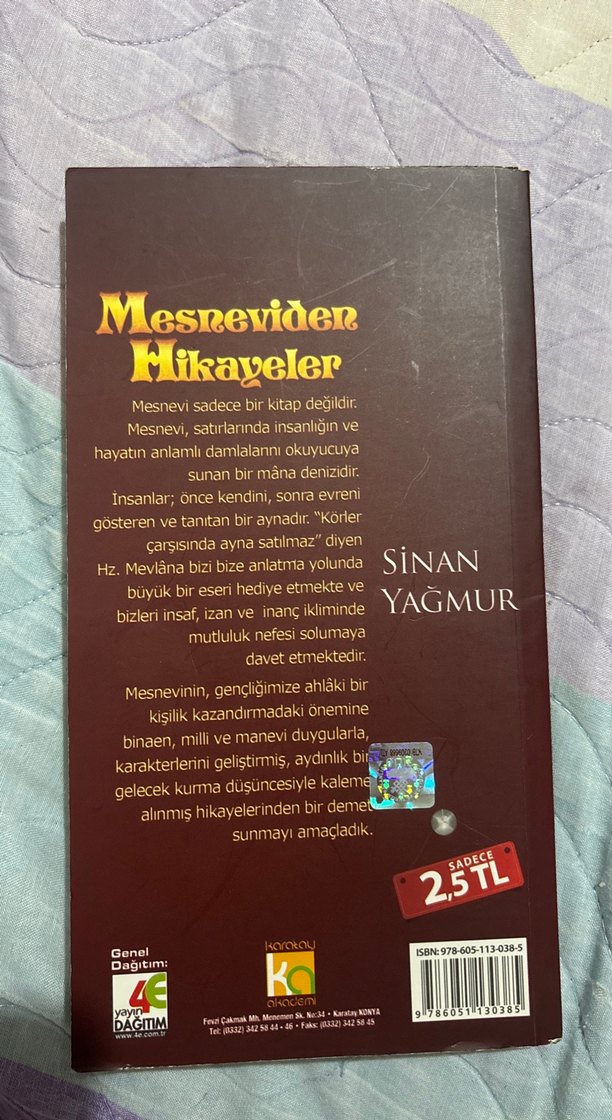 Mesneviden
Hikayeler
Mesnevi sadece bir kitap değildir.
Mesnevi, satırlarında insanlığın ve
hayatın anlamlı damlalarını okuyucuya
sunan bir mâna denizidir.
İnsanlar; önce kendini, sonra evreni
gösteren ve tanıtan bir aynadır. “Körler
çarşısında ayna satılmaz” diyen
Hz. Mevlâna bizi bize anlatma yolunda
büyük bir eseri hediye etmekte ve
bizleri insaf, izan ve inanç ikliminde
mutluluk nefesi solumaya
davet etmektedir.
Mesnevinin, gençliğimize ahlâki bir
kişilik kazandırmadaki önemine
binaen, milli ve manevi duygularla,
karakterlerini geliştirmiş, aydınlık bir
gelecek kurma düşüncesiyle kaleme
alınmış hikayelerinden bir demet
sunmayı amaçladık.
SİNAN
YAĞMUR
SADECE
2,5 TL
Genel
Dağıtım:
4E
yayın
DAĞITIM
www.4e.com.tr
karatay
ka
akademi
Fevzi Çakmak Mh, Menemen Sk. No:34 • Karatay KONYA
Tel: (0332) 342 58 44 - 46 • Faks: (0332) 342 58 45
ISBN: 978-605-113-038-5
9 786051 130385